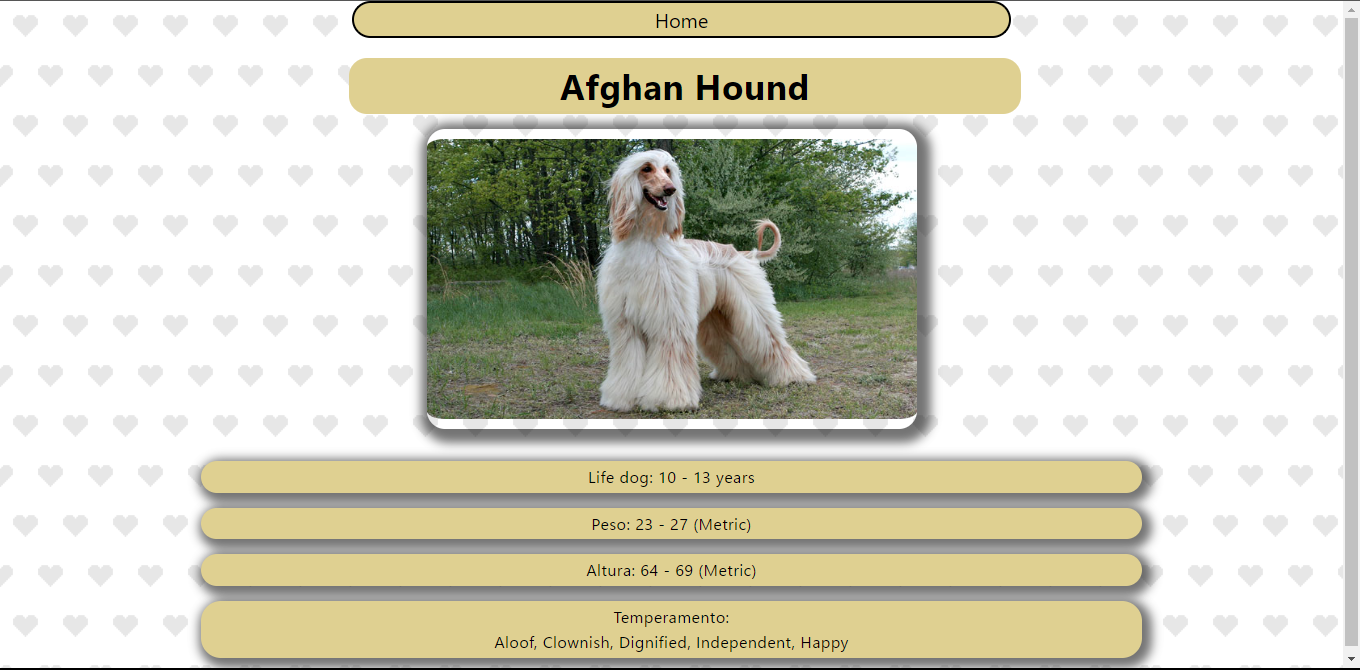 Home
Afghan Hound
Life dog: 10 - 13 years
Peso: 23 - 27 (Metric)
Altura: 64 - 69 (Metric)
Temperamento:
Aloof, Clownish, Dignified, Independent, Happy